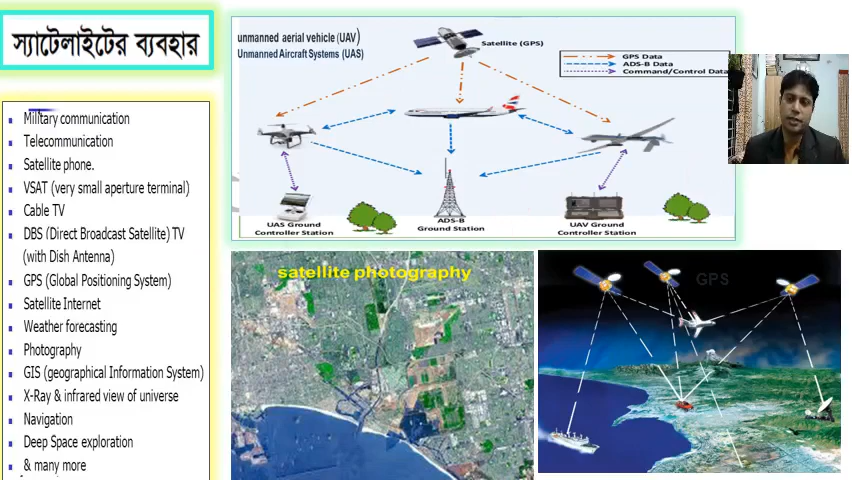 স্যাটেলাইটের ব্যবহার
Military communication
Telecommunication
Satellite phone.
VSAT (very small aperture terminal)
Cable TV
DBS (Direct Broadcast Satellite) TV
(with Dish Antenna)
GPS (Global Positioning System)
Satellite Internet
Weather forecasting
Photography
GIS (geographical Information System)
X-Ray & infrared view of universe
Navigation
Deep Space exploration
& many more
unmanned aerial vehicle (UAV)
Unmanned Aircraft Systems (UAS)
Satellite (GPS)
GPS Data
ADS-B Data
Command/Control Data
UAS Ground
Controller Station
ADS-B
Ground Station
UAV Ground
Controller Station
satellite photography
GPS